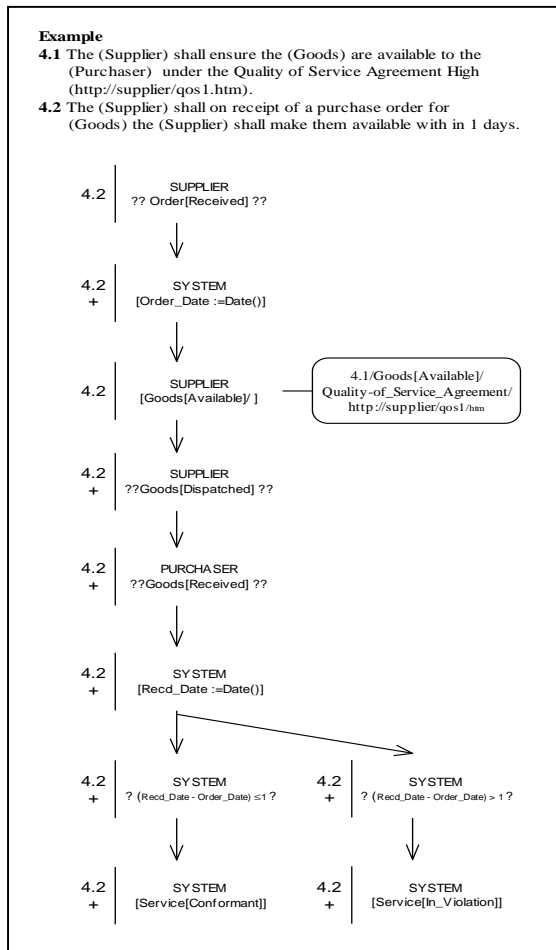 Example
4.1 The (Supplier) shall ensure the (Goods) are available to the
(Purchaser) under the Quality of Service Agreement High
(http://supplier/qos1.htm).
4.2 The (Supplier) shall on receipt of a purchase order for
(Goods) the (Supplier) shall make them available with in 1 days.
4.2
SUPPLIER
?? Order[Received] ??
4.2
+
SYSTEM
[Order_Date :=Date()]
4.2
SUPPLIER
[Goods[Available]/ ]
4.1/Goods[Available]/
Quality-of_Service_Agreement/
http://supplier/qos1/htm
4.2
+
SUPPLIER
??Goods[Dispatched] ??
4.2
+
PURCHASER
??Goods[Received] ??
4.2
+
SYSTEM
[Recd_Date :=Date()]
4.2
+
SYSTEM
? (Recd_Date - Order_Date) ≤1 ?
4.2
+
SYSTEM
? (Recd_Date - Order_Date) > 1 ?
4.2
+
SYSTEM
[Service[Conformant]]
4.2
+
SYSTEM
[Service[In_Violation]]